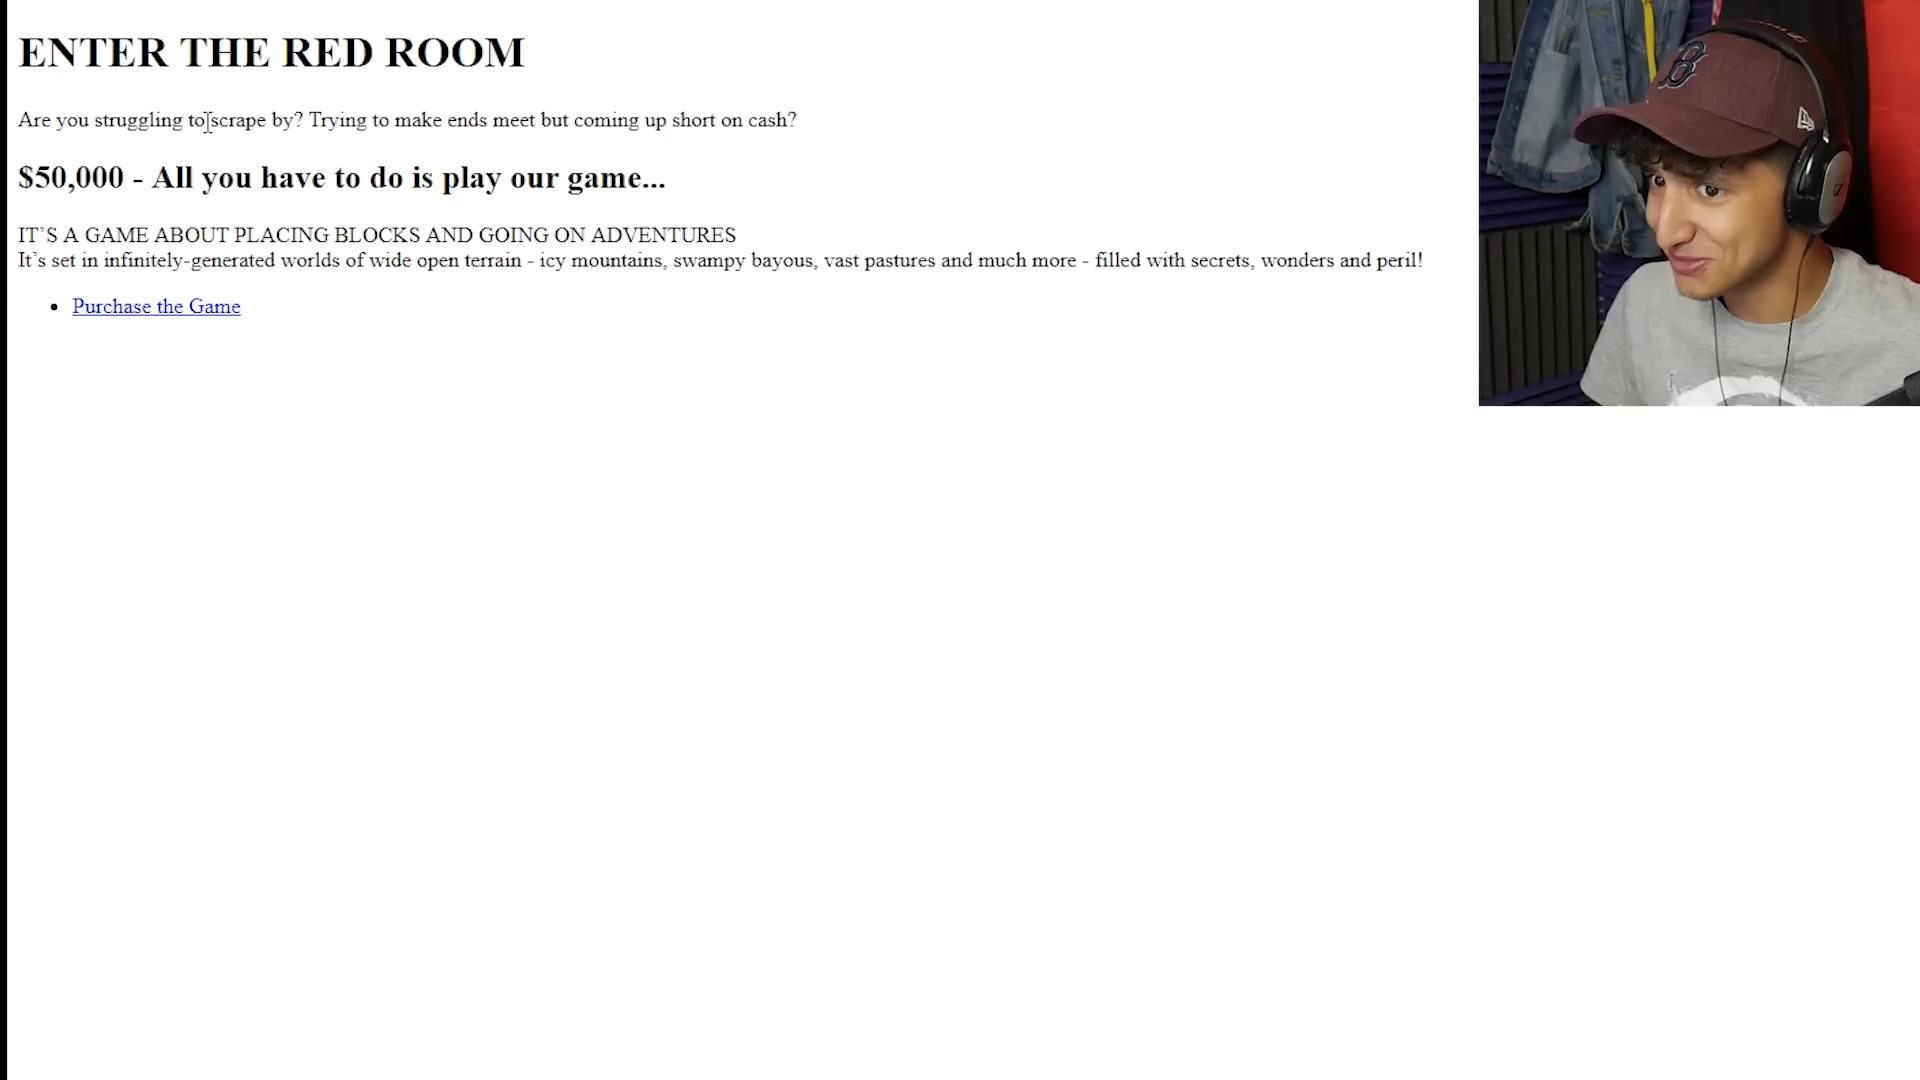 ENTER THE RED ROOM
Are you struggling to scrape by? Trying to make ends meet but coming up short on cash?
$50,000 - All you have to do is play our game...
IT'S A GAME ABOUT PLACING BLOCKS AND GOING ON ADVENTURES
It's set in infinitely-generated worlds of wide open terrain - icy mountains, swampy bayous, vast pastures and much more - filled with secrets, wonders and peril!
Purchase the Game
B